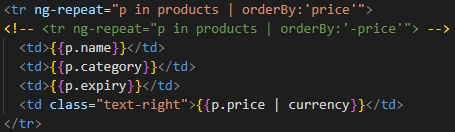 <tr ng-repeat="p in products | orderBy:'price'">
<!-- <tr ng-repeat="p in products | orderBy:'-price'"> -->
<td>{{p.name}}</td>
<td>{{p.category}}</td>
<td>{{p.expiry}}</td>
<td class="text-right">{{p.price | currency}}</td>
</tr>